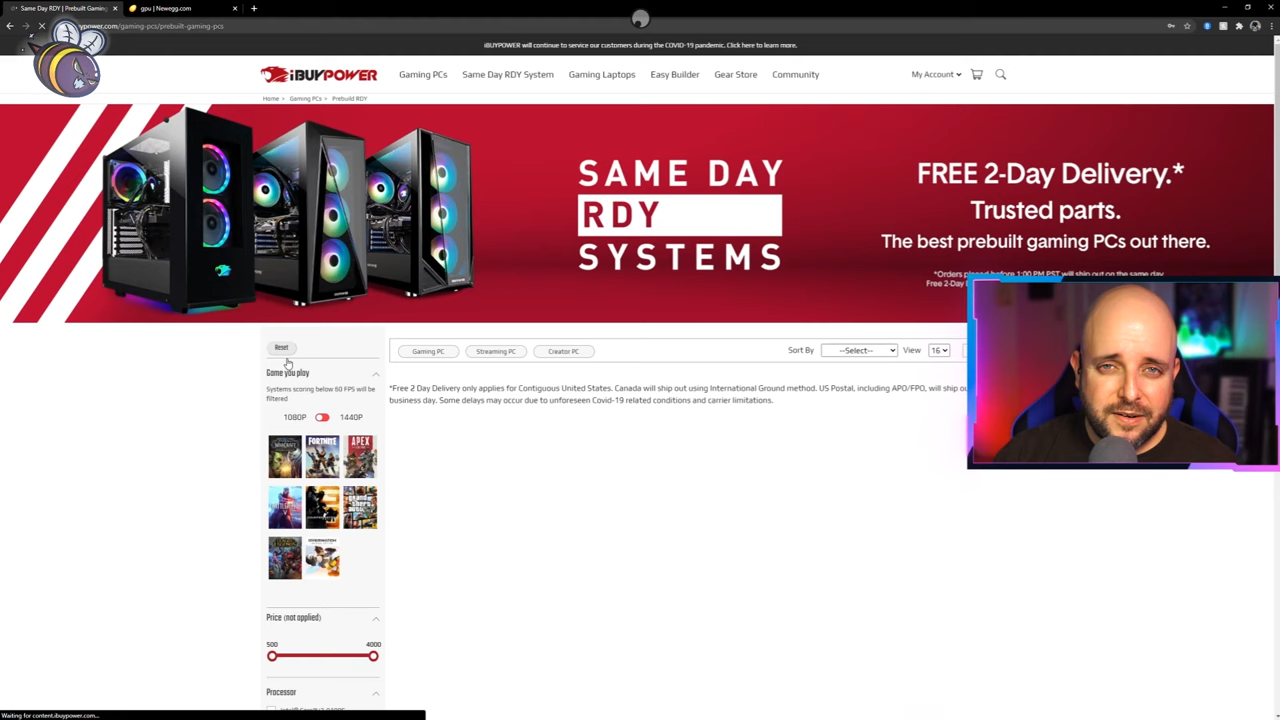 Same Day RDY | Prebuilt Gaming
gpu | Newegg.com
buypower.com/gaming-pcs/prebuilt-gaming-pcs
iBUYPOWER will continue to service our customers during the COVID-19 pandemic. Click here to learn more.
iBUYPOWER
Gaming PCs
Same Day RDY System
Gaming Laptops
Easy Builder
Gear Store
Community
My Account
Home > Gaming PCs > Prebuild RDY
SAME DAY
RDY
SYSTEMS
FREE 2-Day Delivery.*
Trusted parts.
The best prebuilt gaming PCs out there.
*Orders placed before 1:00 PM PST will ship out on the same day
Free 2-Day
Reset
Game you play
Systems scoring below 60 FPS will be
filtered
1080P
1440P
WARCRAFT
FORTNITE
APEX
Gaming PC
Streaming PC
Creator PC
Sort By
--Select--
View
16
*Free 2 Day Delivery only applies for Contiguous United States. Canada will ship out using International Ground method. US Postal, including APO/FPO, will ship
business day. Some delays may occur due to unforeseen Covid-19 related conditions and carrier limitations.
OVERWATCH
Price (not applied)
500
4000
Processor
Waiting for content.ibuypower.com...